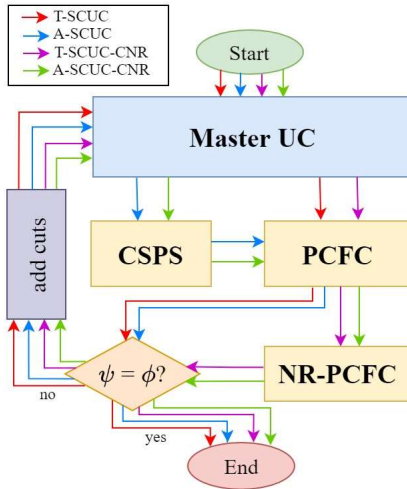 T-SCUC
A-SCUC
T-SCUC-CNR
A-SCUC-CNR
Start
Master UC
add cuts
CSPS
PCFC
ψ = ϕ?
NR-PCFC
no
yes
End